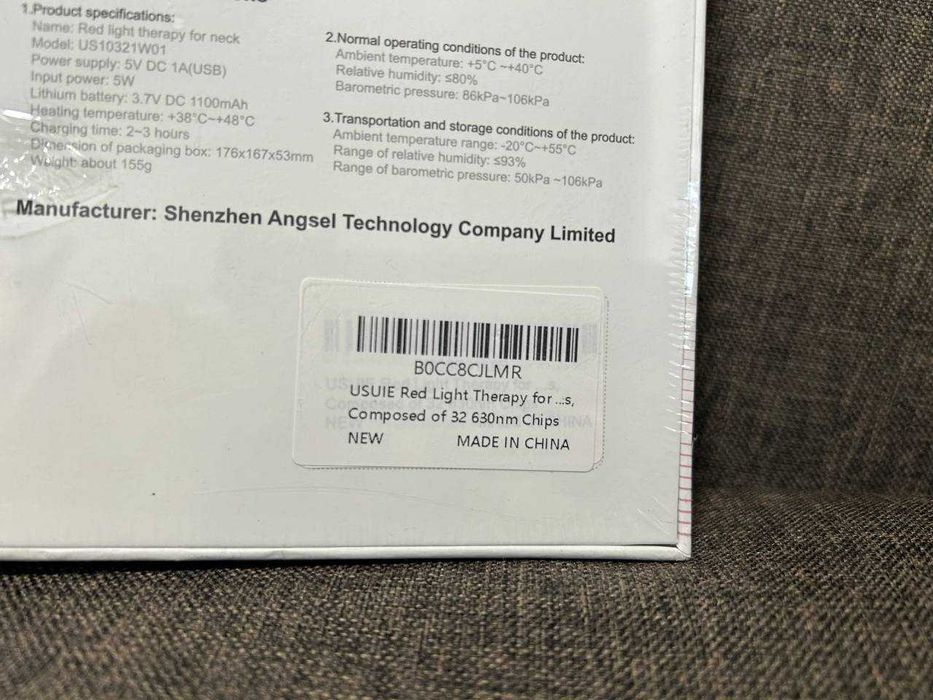 1.Product specifications:
Name: Red light therapy for neck
Model: US10321W01
Power supply: 5V DC 1A(USB)
Input power: 5W
Lithium battery: 3.7V DC 1100mAh
Heating temperature: +38°C~+48°C
Charging time: 2~3 hours
Dimension of packaging box: 176x167x53mm
Weight: about 155g
2.Normal operating conditions of the product:
Ambient temperature: +5°C ~+40°C
Relative humidity: ≤80%
Barometric pressure: 86kPa~106kPa
3.Transportation and storage conditions of the product:
Ambient temperature range: -20°C~+55°C
Range of relative humidity: ≤93%
Range of barometric pressure: 50kPa ~106kPa
Manufacturer: Shenzhen Angsel Technology Company Limited
B0CC8CJLMR
USUIE Red Light Therapy for ...s,
Composed of 32 630nm Chips
NEW MADE IN CHINA